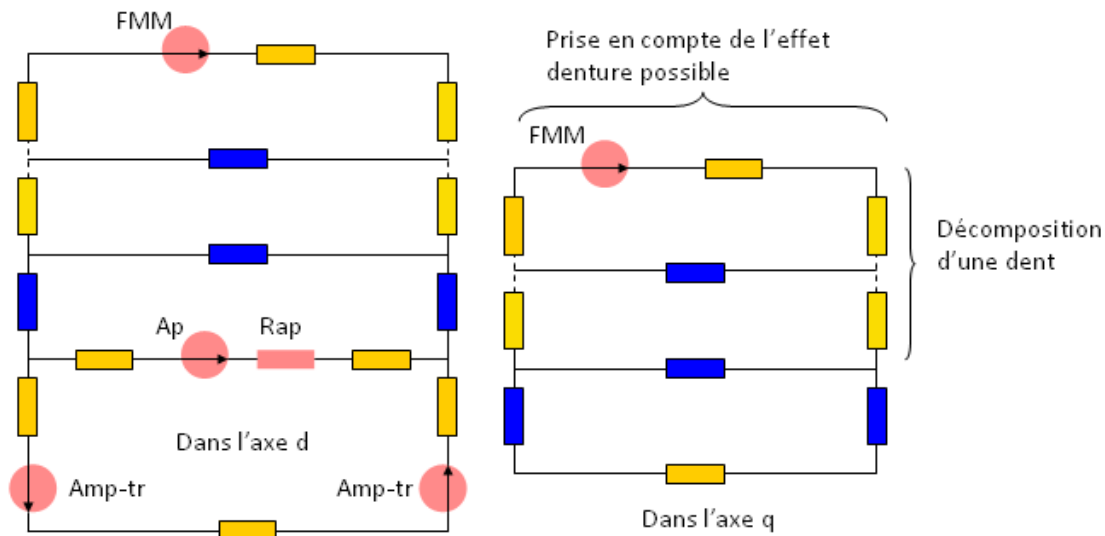 FMM
Ap
Rap
Dans l'axe d
Amp-tr
Amp-tr
Prise en compte de l'effet
denture possible
FMM
Décomposition
d'une dent
Dans l'axe q